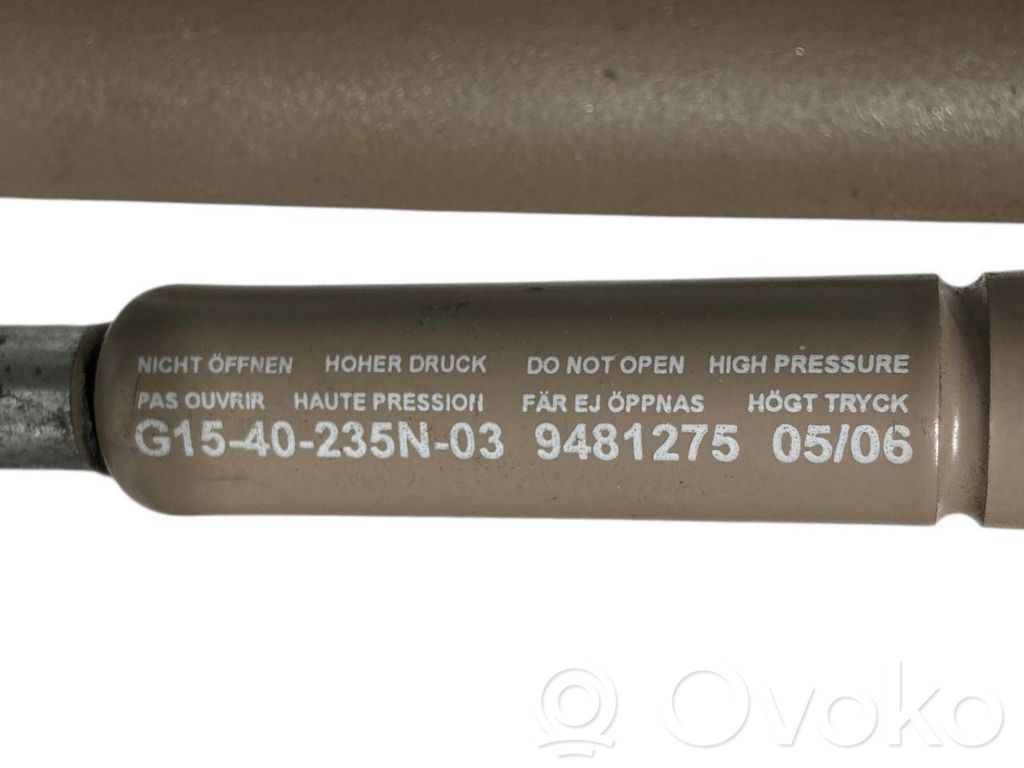 NICHT ÖFFNEN HOHER DRUCK DO NOT OPEN HIGH PRESSURE
PAS OUVRIR HAUTE PRESSION FÄR EJ ÖPPNAS HÖGT TRYCK
G15-40-235N-03 9481275 05/06
Ovoko